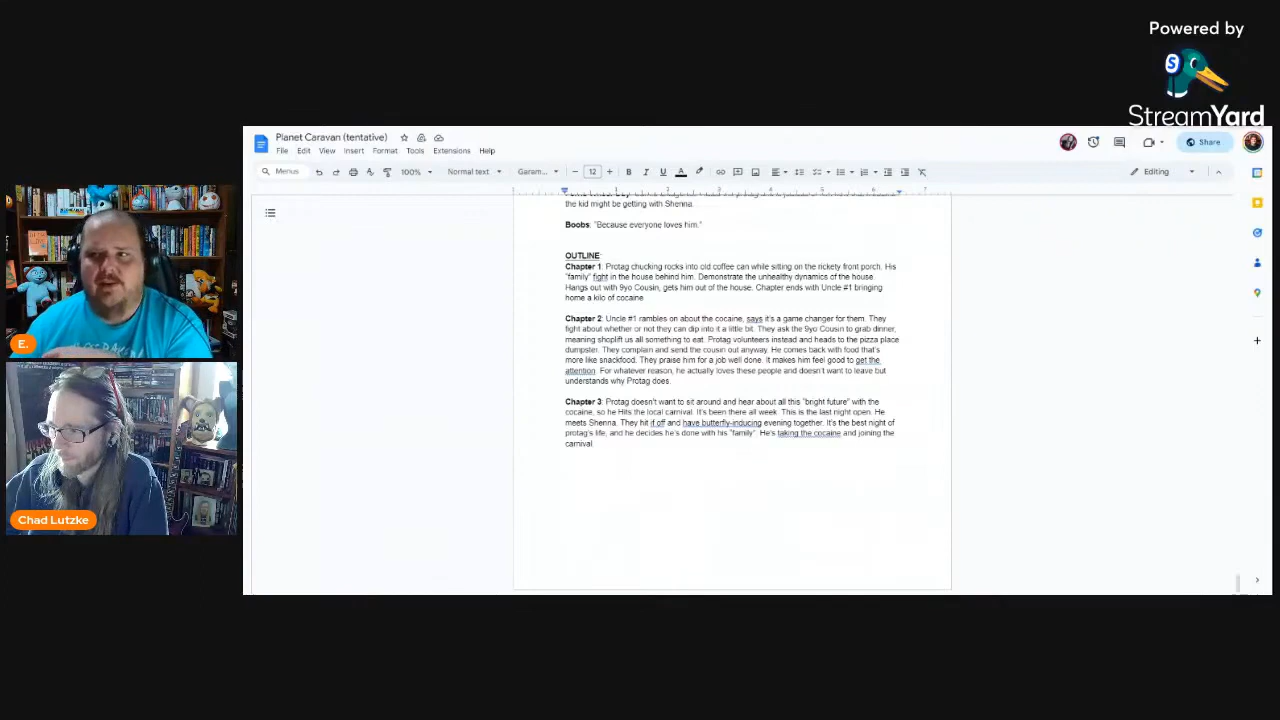 Powered by
StreamYard
Planet Caravan (tentative)
File Edit View Insert Format Tools Extensions Help
Share
Menus 100% Normal text Garam... 12 Editing
1 2 3 4 5 6 7
the kid might be getting with Shenna.
Boobs: "Because everyone loves him."
OUTLINE:
Chapter 1: Protag chucking rocks into old coffee can while sitting on the rickety front porch. His
"family" fight in the house behind him. Demonstrate the unhealthy dynamics of the house.
Hangs out with 9yo Cousin, gets him out of the house. Chapter ends with Uncle #1 bringing
home a kilo of cocaine
Chapter 2: Uncle #1 rambles on about the cocaine, says it's a game changer for them. They
fight about whether or not they can dip into it a little bit. They ask the 9yo Cousin to grab dinner,
meaning shoplift us all something to eat. Protag volunteers instead and heads to the pizza place
dumpster. They complain and send the cousin out anyway. He comes back with food that's
more like snackfood. They praise him for a job well done. It makes him feel good to get the
attention. For whatever reason, he actually loves these people and doesn't want to leave but
understands why Protag does.
Chapter 3: Protag doesn't want to sit around and hear about all this "bright future" with the
cocaine, so he Hits the local carnival. It's been there all week. This is the last night open. He
meets Shenna. They hit if off and have butterfly-inducing evening together. It's the best night of
protag's life, and he decides he's done with his "family". He's taking the cocaine and joining the
carnival
E.
Chad Lutzke